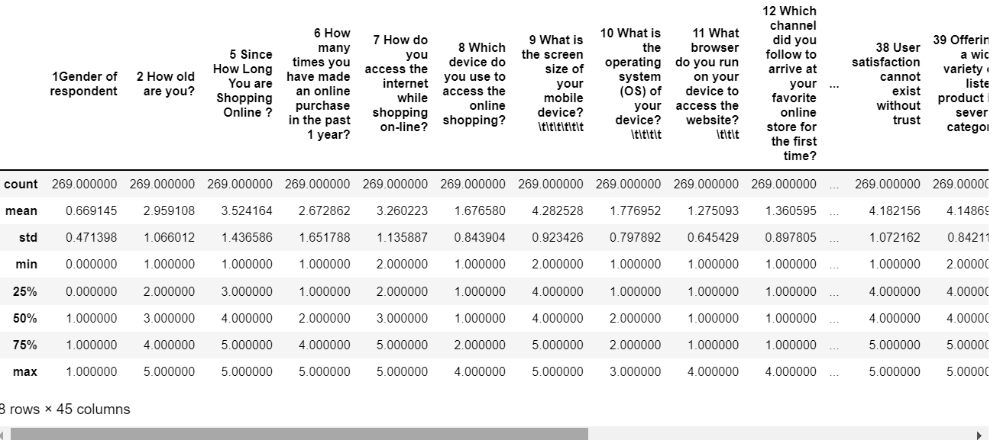 1Gender of
respondent
2 How old
are you?
5 Since
How Long
You are
Shopping
Online ?
6 How
many
times you
have made
an online
purchase
in the past
1 year?
7 How do
you
access the
internet
while
shopping
on-line?
8 Which
device do
you use to
access the
online
shopping?
9 What is
the screen
size of
your
mobile
device?
\t\t\t\t\t\t
10 What is
the
operating
system
(OS) of
your
device?
\t\t\t\t
11 What
browser
do you run
on your
device to
access the
website?
\t\t\t
12 Which
channel
did you
follow to
arrive at
your
favorite
online
store for
the first
time?
...
38 User
satisfaction
cannot
exist
without
trust
39 Offerin
a
variety
liste
product
sever
categor
count 269.000000 269.000000 269.000000 269.000000 269.000000 269.000000 269.000000 269.000000 269.000000 269.000000 ... 269.000000 269.0000
mean 0.669145 2.959108 3.524164 2.672862 3.260223 1.676580 4.282528 1.776952 1.275093 1.360595 ... 4.182156 4.14869
std 0.471398 1.066012 1.436586 1.651788 1.135887 0.843904 0.923426 0.797892 0.645429 0.897805 ... 1.072162 0.8421
min 0.000000 1.000000 1.000000 1.000000 2.000000 1.000000 2.000000 1.000000 1.000000 1.000000 ... 1.000000 2.0000
25% 0.000000 2.000000 3.000000 1.000000 2.000000 1.000000 4.000000 1.000000 1.000000 1.000000 ... 4.000000 4.0000
50% 1.000000 3.000000 4.000000 2.000000 3.000000 1.000000 4.000000 2.000000 1.000000 1.000000 ... 4.000000 4.0000
75% 1.000000 4.000000 5.000000 4.000000 5.000000 2.000000 5.000000 2.000000 1.000000 1.000000 ... 5.000000 5.0000
max 1.000000 5.000000 5.000000 5.000000 5.000000 4.000000 5.000000 3.000000 4.000000 4.000000 ... 5.000000 5.0000
8 rows × 45 columns